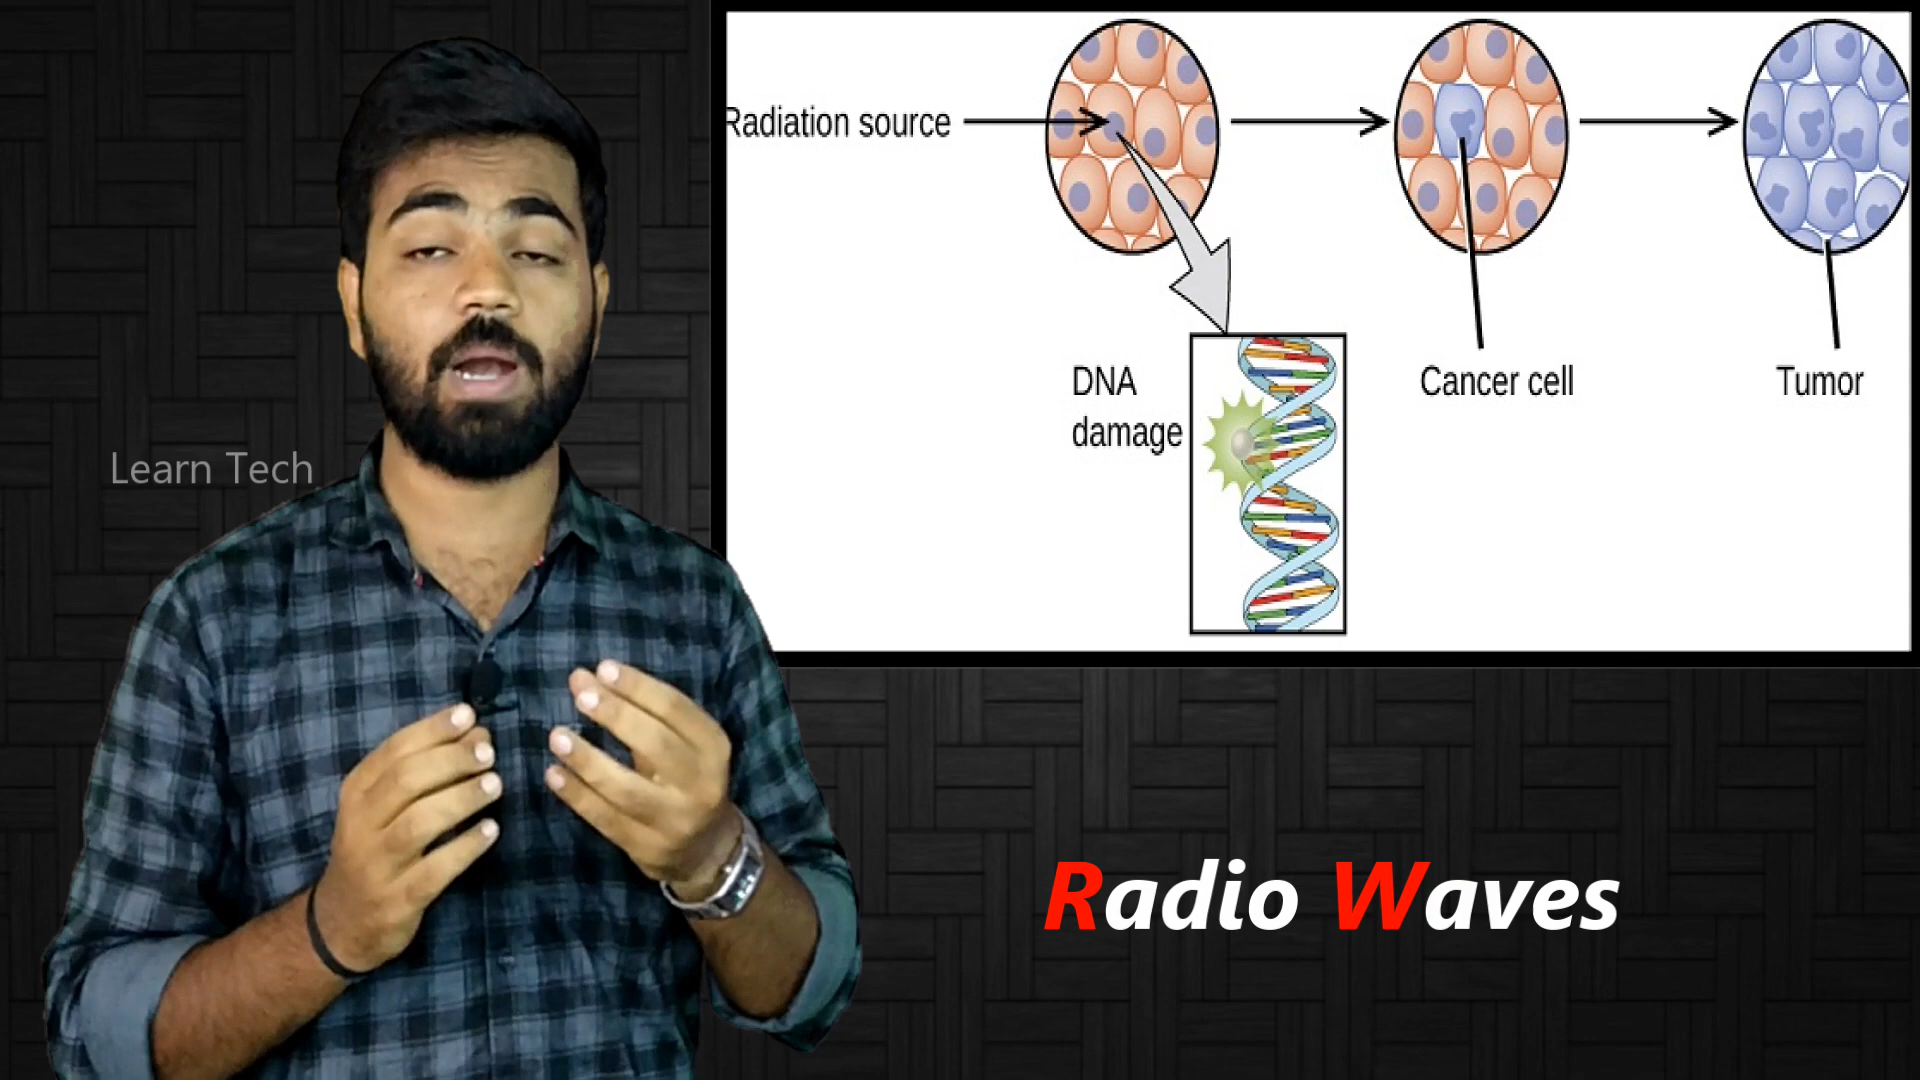 Radiation source
DNA
damage
Cancer cell
Tumor
Learn Tech
Radio Waves